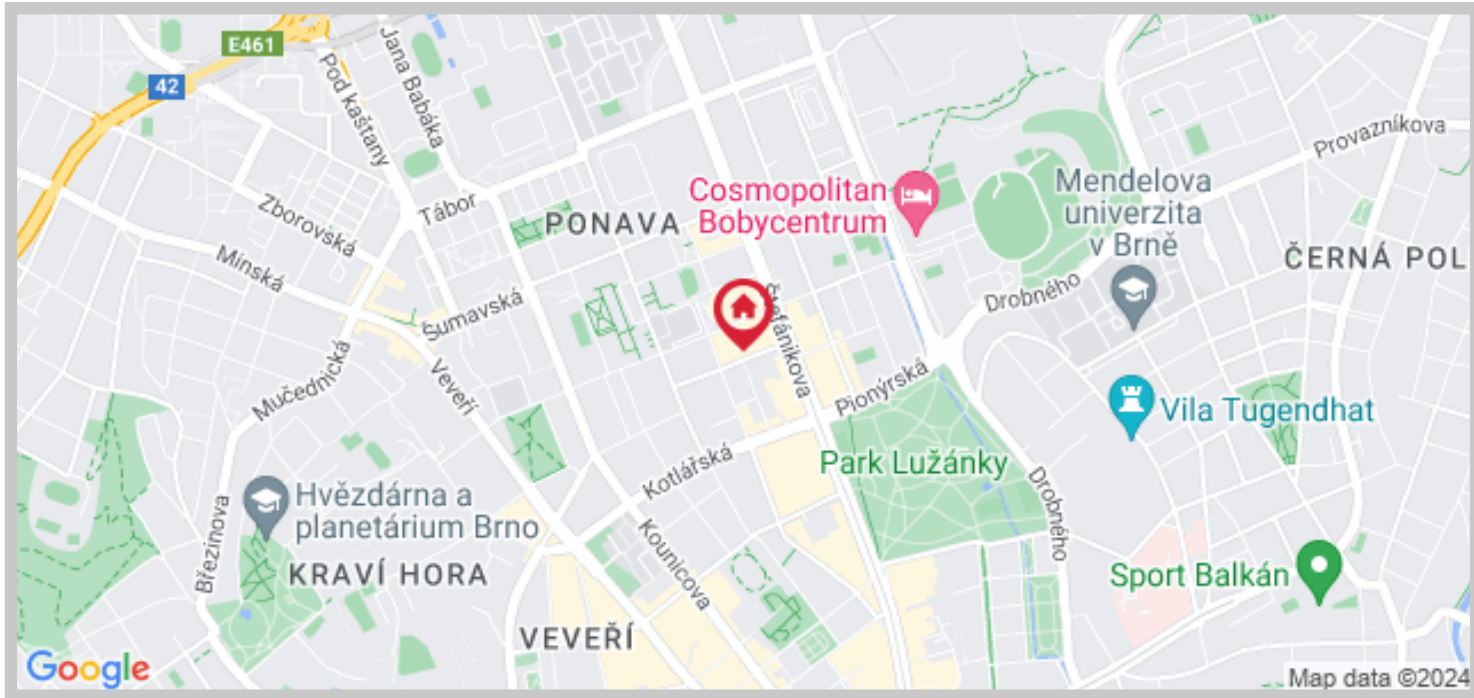 E461
42
Jana Babáka
Pod kaštany
Provazníkova
Cosmopolitan
Bobycentrum
Mendelova
univerzita
v Brně
Zborovská
Tábor
PONAVA
Minská
ČERNÁ POL
Drobného
Šumavská
Štefánikova
Mučednická
Veveří
Pionýrská
Vila Tugendhat
Park Lužánky
Kotlářská
Hvězdárna a
planetárium Brno
Březinova
KRAVÍ HORA
Kounicova
Drobného
Sport Balkán
VEVEŘÍ
Google
Map data ©2024